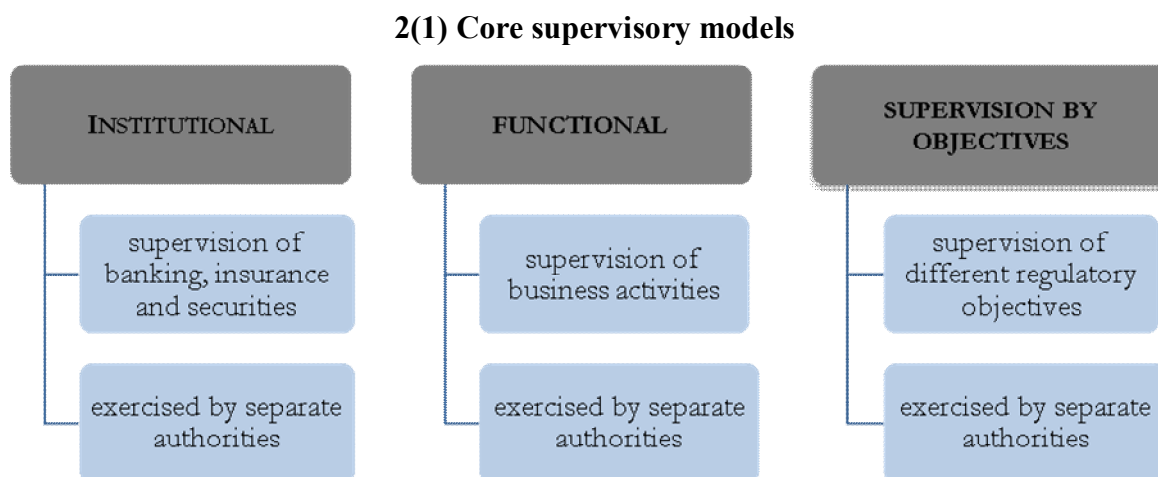 2(1) Core supervisory models
INSTITUTIONAL
supervision of
banking, insurance
and securities
exercised by separate
authorities
FUNCTIONAL
supervision of
business activities
exercised by separate
authorities
SUPERVISION BY
OBJECTIVES
supervision of
different regulatory
objectives
exercised by separate
authorities